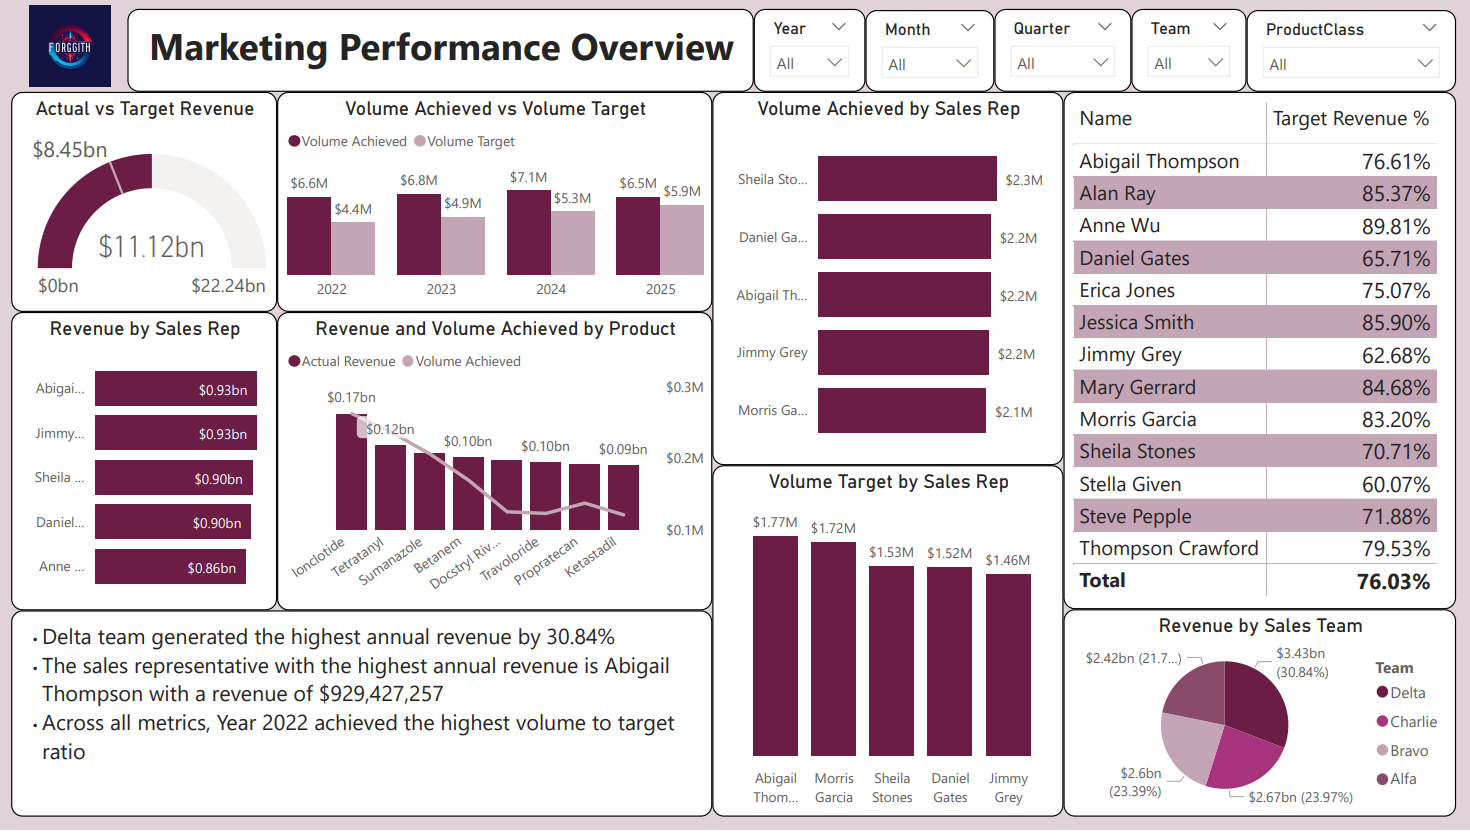 FORGGITH
Marketing Performance Overview
Year
All
Month
All
Quarter
All
Team
All
ProductClass
All
Actual vs Target Revenue
$8.45bn
$11.12bn
$0bn
$22.24bn
Volume Achieved vs Volume Target
Volume Achieved
Volume Target
$6.6M
$4.4M
$6.8M
$4.9M
$7.1M
$5.3M
$6.5M
$5.9M
2022
2023
2024
2025
Volume Achieved by Sales Rep
Sheila Sto... $2.3M
Daniel Ga... $2.2M
Abigail Th... $2.2M
Jimmy Grey $2.2M
Morris Ga... $2.1M
Name Target Revenue %
Abigail Thompson 76.61%
Alan Ray 85.37%
Anne Wu 89.81%
Daniel Gates 65.71%
Erica Jones 75.07%
Jessica Smith 85.90%
Jimmy Grey 62.68%
Mary Gerrard 84.68%
Morris Garcia 83.20%
Sheila Stones 70.71%
Stella Given 60.07%
Steve Pepple 71.88%
Thompson Crawford 79.53%
Total 76.03%
Revenue by Sales Rep
Abigai... $0.93bn
Jimmy... $0.93bn
Sheila ... $0.90bn
Daniel... $0.90bn
Anne ... $0.86bn
Revenue and Volume Achieved by Product
Actual Revenue
Volume Achieved
$0.17bn
$0.12bn
$0.10bn
$0.10bn
$0.09bn
$0.3M
$0.2M
$0.1M
Ionclotide
Tetratanyl
Sumanazole
Betanem
Docstryl Riv...
Travoloride
Propratecan
Ketastadil
Volume Target by Sales Rep
$1.77M
$1.72M
$1.53M
$1.52M
$1.46M
Abigail
Thom...
Morris
Garcia
Sheila
Stones
Daniel
Gates
Jimmy
Grey
• Delta team generated the highest annual revenue by 30.84%
• The sales representative with the highest annual revenue is Abigail
Thompson with a revenue of $929,427,257
• Across all metrics, Year 2022 achieved the highest volume to target
ratio
Revenue by Sales Team
$2.42bn (21.7...)
$3.43bn
(30.84%)
$2.6bn
(23.39%)
$2.67bn (23.97%)
Team
Delta
Charlie
Bravo
Alfa